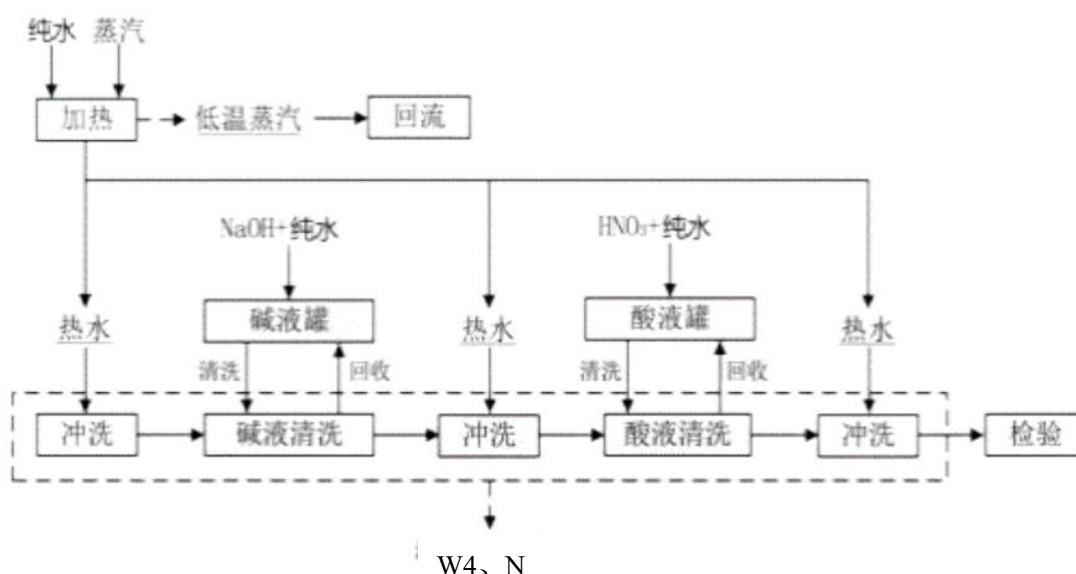 纯水 蒸汽
加热 低温蒸汽 回流
NaOH+纯水 HNO₃+纯水
热水 碱液罐 热水 酸液罐 热水
清洗 回收 清洗 回收
冲洗 碱液清洗 冲洗 酸液清洗 冲洗 检验
W4、N